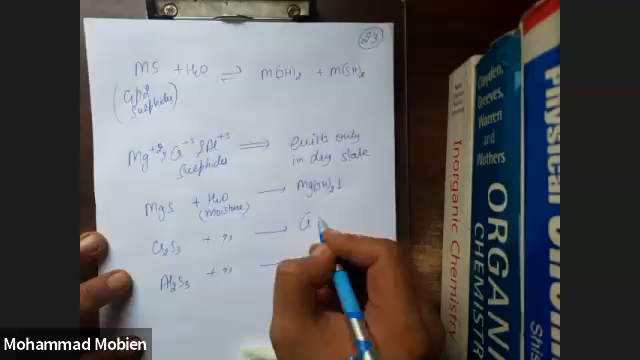 23
MS + H₂O ⇌ M(OH)₂ + M(SH)₂
(Gp 2
Sulphides)
Mg⁺², Cr⁺³, Al⁺³ ⟹ exists only
Sulphides in dry state
MgS + H₂O → Mg(OH)₂↓
(moisture)
Cr₂S₃ + ,, → C
Al₂S₃ + ,, →
Inorganic Chemistry
Clayden,
Greeves,
Warren
and Wothers
ORGANIC
CHEMISTRY
Physical
Mohammad Mobien